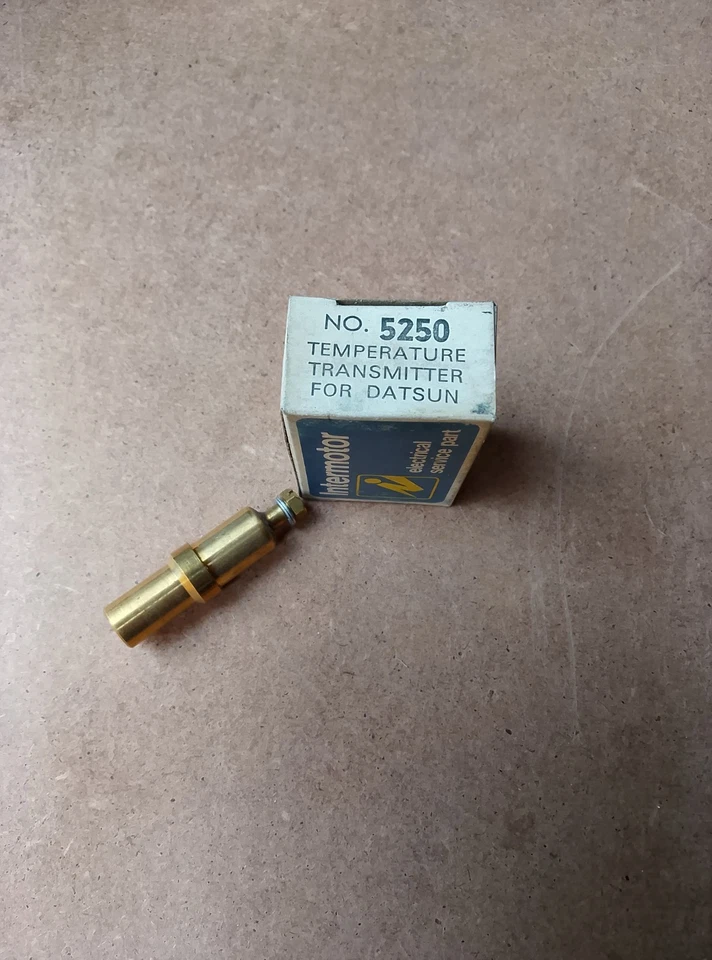 NO. 5250
TEMPERATURE
TRANSMITTER
FOR DATSUN
Intermotor
electrical
service part